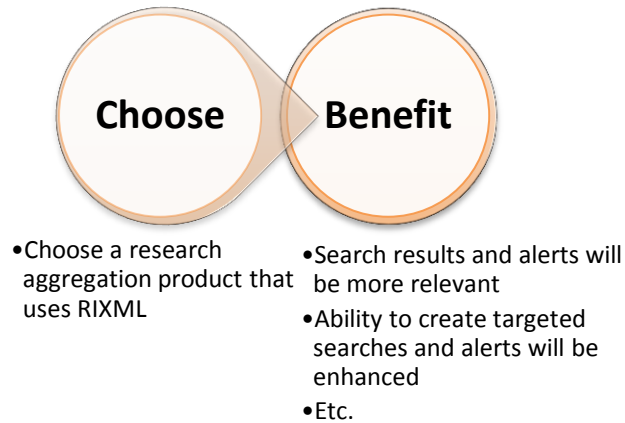 Choose
Benefit
•Choose a research
aggregation product that
uses RIXML
•Search results and alerts will
be more relevant
•Ability to create targeted
searches and alerts will be
enhanced
•Etc.